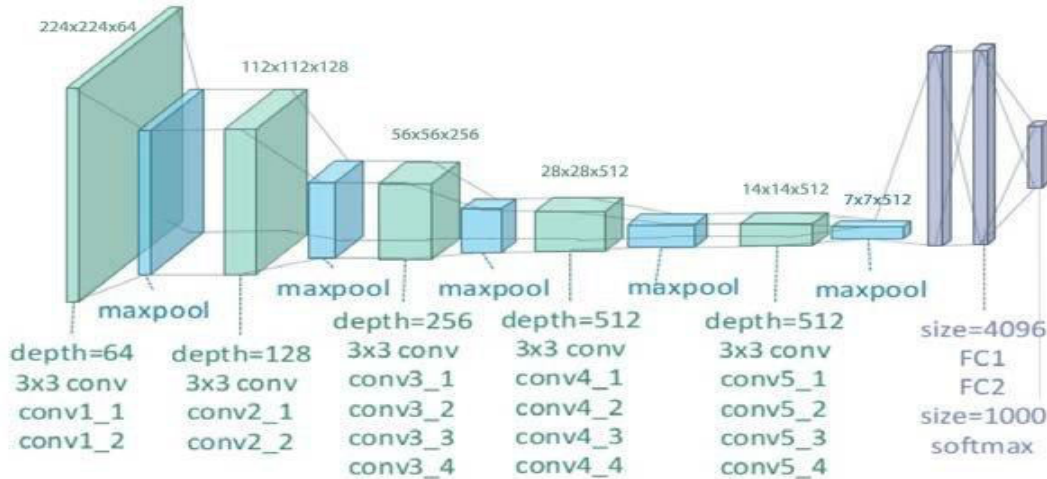 224x224x64
112x112x128
56x56x256
28x28x512
14x14x512
7x7x512
maxpool
maxpool
maxpool
maxpool
maxpool
depth=64
3x3 conv
conv1_1
conv1_2
depth=128
3x3 conv
conv2_1
conv2_2
depth=256
3x3 conv
conv3_1
conv3_2
conv3_3
conv3_4
depth=512
3x3 conv
conv4_1
conv4_2
conv4_3
conv4_4
depth=512
3x3 conv
conv5_1
conv5_2
conv5_3
conv5_4
size=4096
FC1
FC2
size=1000
softmax